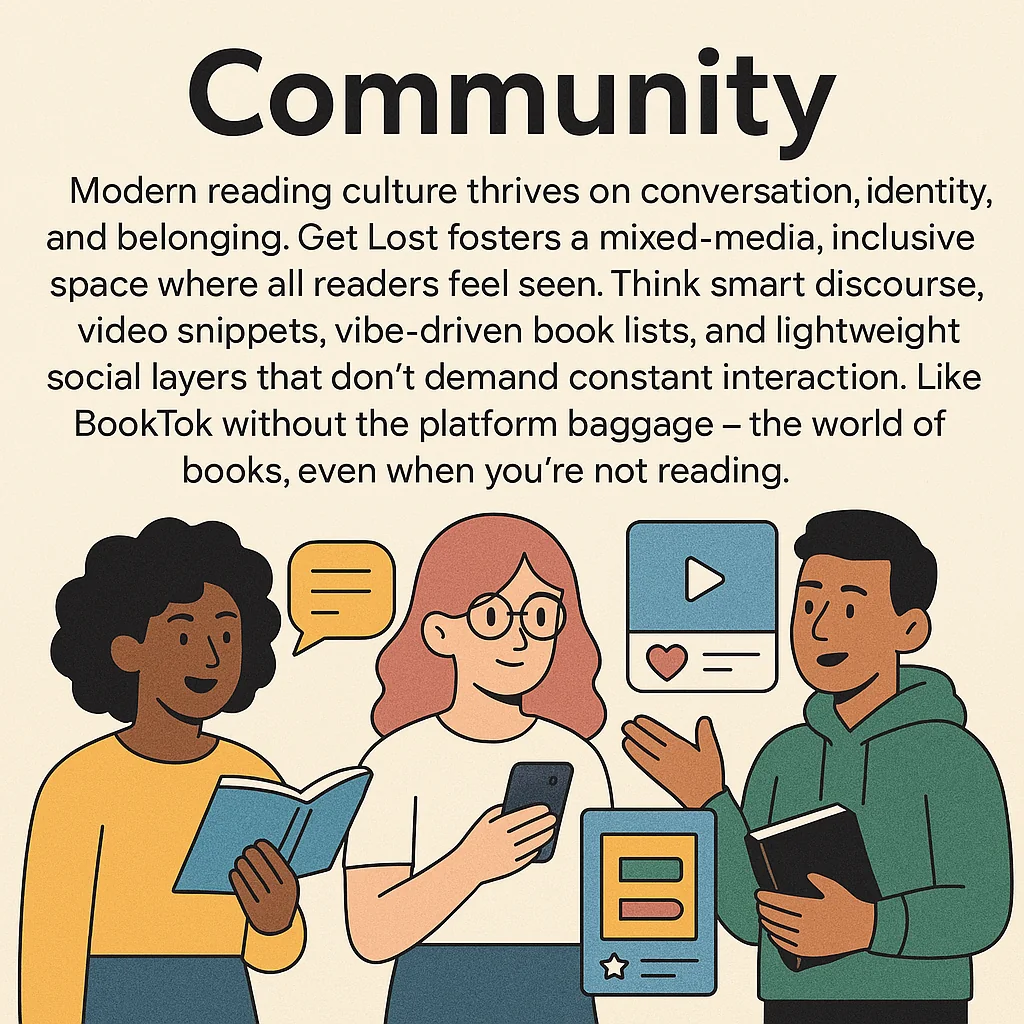 Community
Modern reading culture thrives on conversation, identity,
and belonging. Get Lost fosters a mixed-media, inclusive
space where all readers feel seen. Think smart discourse,
video snippets, vibe-driven book lists, and lightweight
social layers that don't demand constant interaction. Like
BookTok without the platform baggage – the world of
books, even when you're not reading.